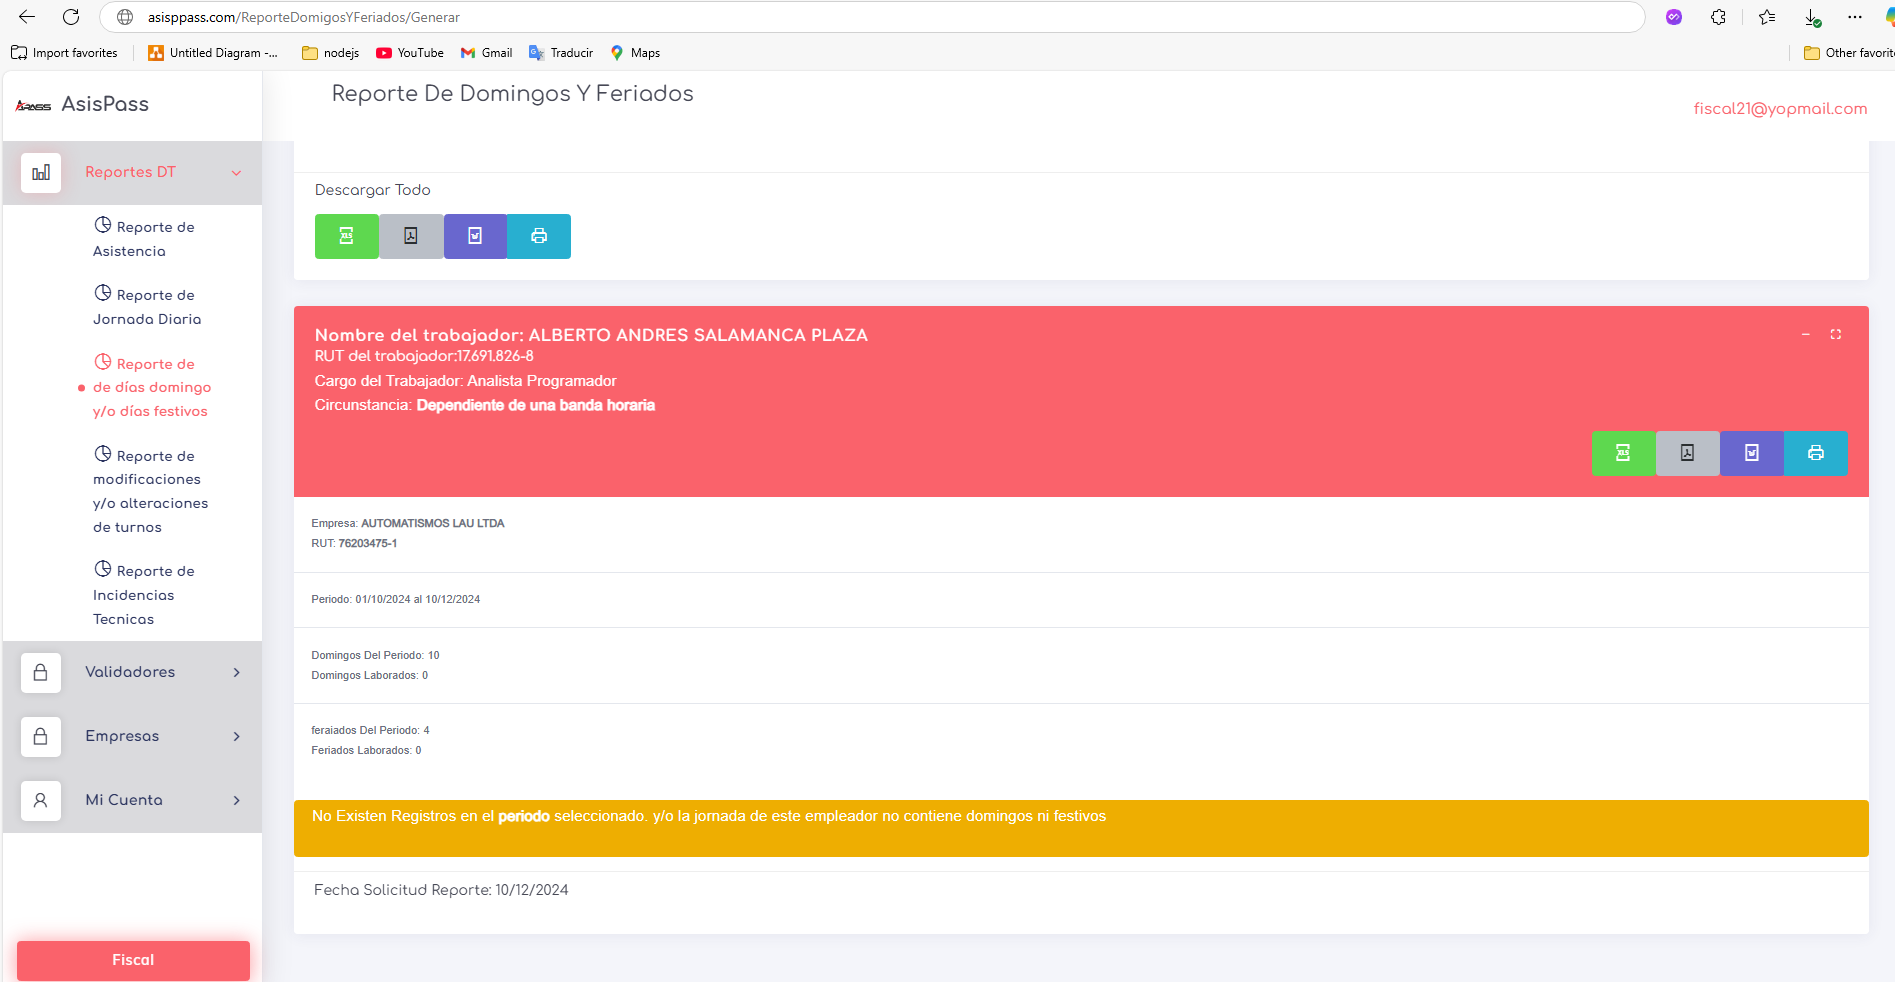 asisppass.com/ReporteDomigosYFeriados/Generar
Import favorites
Untitled Diagram -...
nodejs
YouTube
Gmail
Traducir
Maps
Other favorit
AsisPass
Reporte De Domingos Y Feriados
fiscal21@yopmail.com
Reportes DT
Reporte de
Asistencia
Reporte de
Jornada Diaria
Reporte de
de días domingo
y/o días festivos
Reporte de
modificaciones
y/o alteraciones
de turnos
Reporte de
Incidencias
Tecnicas
Validadores
Empresas
Mi Cuenta
Fiscal
Descargar Todo
XLS
Nombre del trabajador: ALBERTO ANDRES SALAMANCA PLAZA
RUT del trabajador:17.691.826-8
Cargo del Trabajador: Analista Programador
Circunstancia: Dependiente de una banda horaria
XLS
Empresa: AUTOMATISMOS LAU LTDA
RUT: 76203475-1
Periodo: 01/10/2024 al 10/12/2024
Domingos Del Periodo: 10
Domingos Laborados: 0
feraiados Del Periodo: 4
Feriados Laborados: 0
No Existen Registros en el periodo seleccionado. y/o la jornada de este empleador no contiene domingos ni festivos
Fecha Solicitud Reporte: 10/12/2024